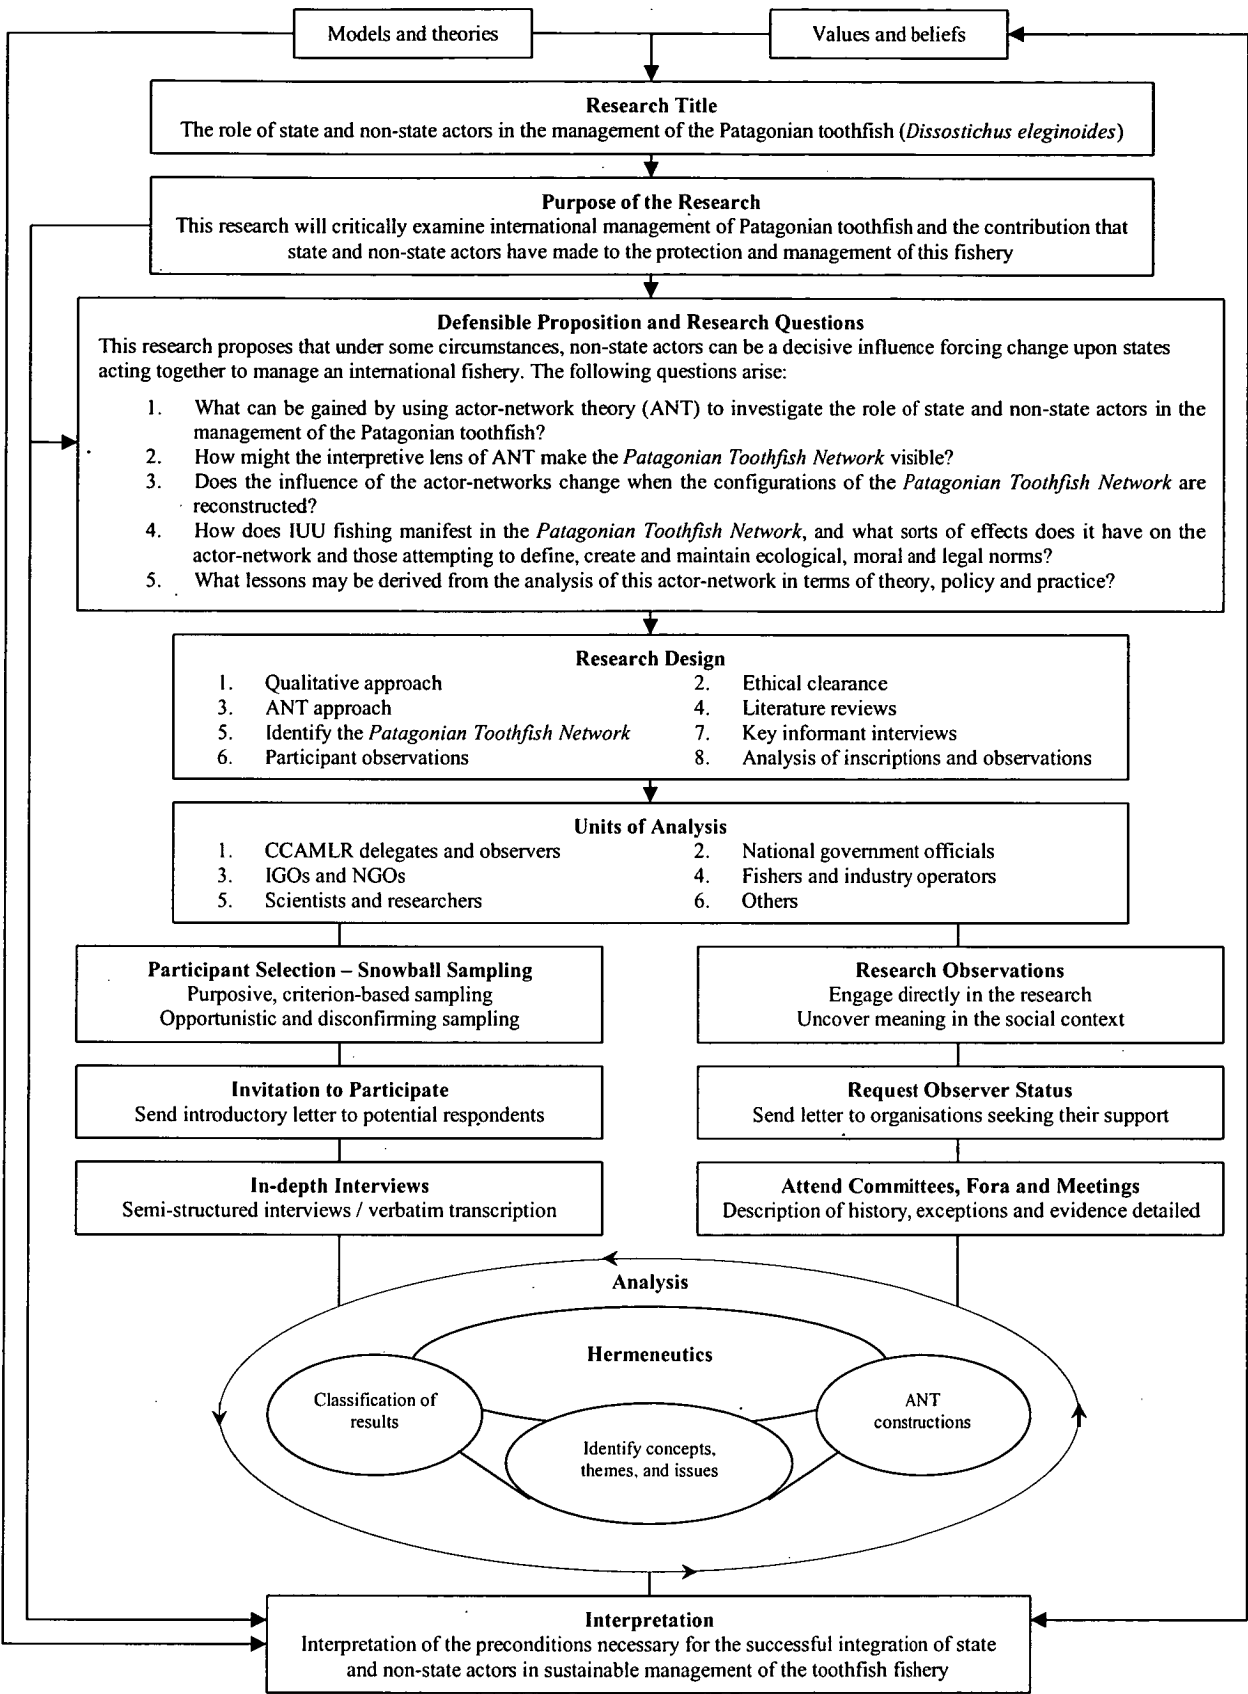 Models and theories
Values and beliefs
Research Title
The role of state and non-state actors in the management of the Patagonian toothfish (Dissostichus eleginoides)
Purpose of the Research
This research will critically examine international management of Patagonian toothfish and the contribution that
state and non-state actors have made to the protection and management of this fishery
Defensible Proposition and Research Questions
This research proposes that under some circumstances, non-state actors can be a decisive influence forcing change upon states
acting together to manage an international fishery. The following questions arise:
1. What can be gained by using actor-network theory (ANT) to investigate the role of state and non-state actors in the
management of the Patagonian toothfish?
2. How might the interpretive lens of ANT make the Patagonian Toothfish Network visible?
3. Does the influence of the actor-networks change when the configurations of the Patagonian Toothfish Network are
reconstructed?
4. How does IUU fishing manifest in the Patagonian Toothfish Network, and what sorts of effects does it have on the
actor-network and those attempting to define, create and maintain ecological, moral and legal norms?
5. What lessons may be derived from the analysis of this actor-network in terms of theory, policy and practice?
Research Design
1. Qualitative approach
2. Ethical clearance
3. ANT approach
4. Literature reviews
5. Identify the Patagonian Toothfish Network
7. Key informant interviews
6. Participant observations
8. Analysis of inscriptions and observations
Units of Analysis
1. CCAMLR delegates and observers
2. National government officials
3. IGOs and NGOs
4. Fishers and industry operators
5. Scientists and researchers
6. Others
Participant Selection – Snowball Sampling
Purposive, criterion-based sampling
Opportunistic and disconfirming sampling
Research Observations
Engage directly in the research
Uncover meaning in the social context
Invitation to Participate
Send introductory letter to potential respondents
Request Observer Status
Send letter to organisations seeking their support
In-depth Interviews
Semi-structured interviews / verbatim transcription
Attend Committees, Fora and Meetings
Description of history, exceptions and evidence detailed
Analysis
Hermeneutics
Classification of
results
ANT
constructions
Identify concepts,
themes, and issues
Interpretation
Interpretation of the preconditions necessary for the successful integration of state
and non-state actors in sustainable management of the toothfish fishery